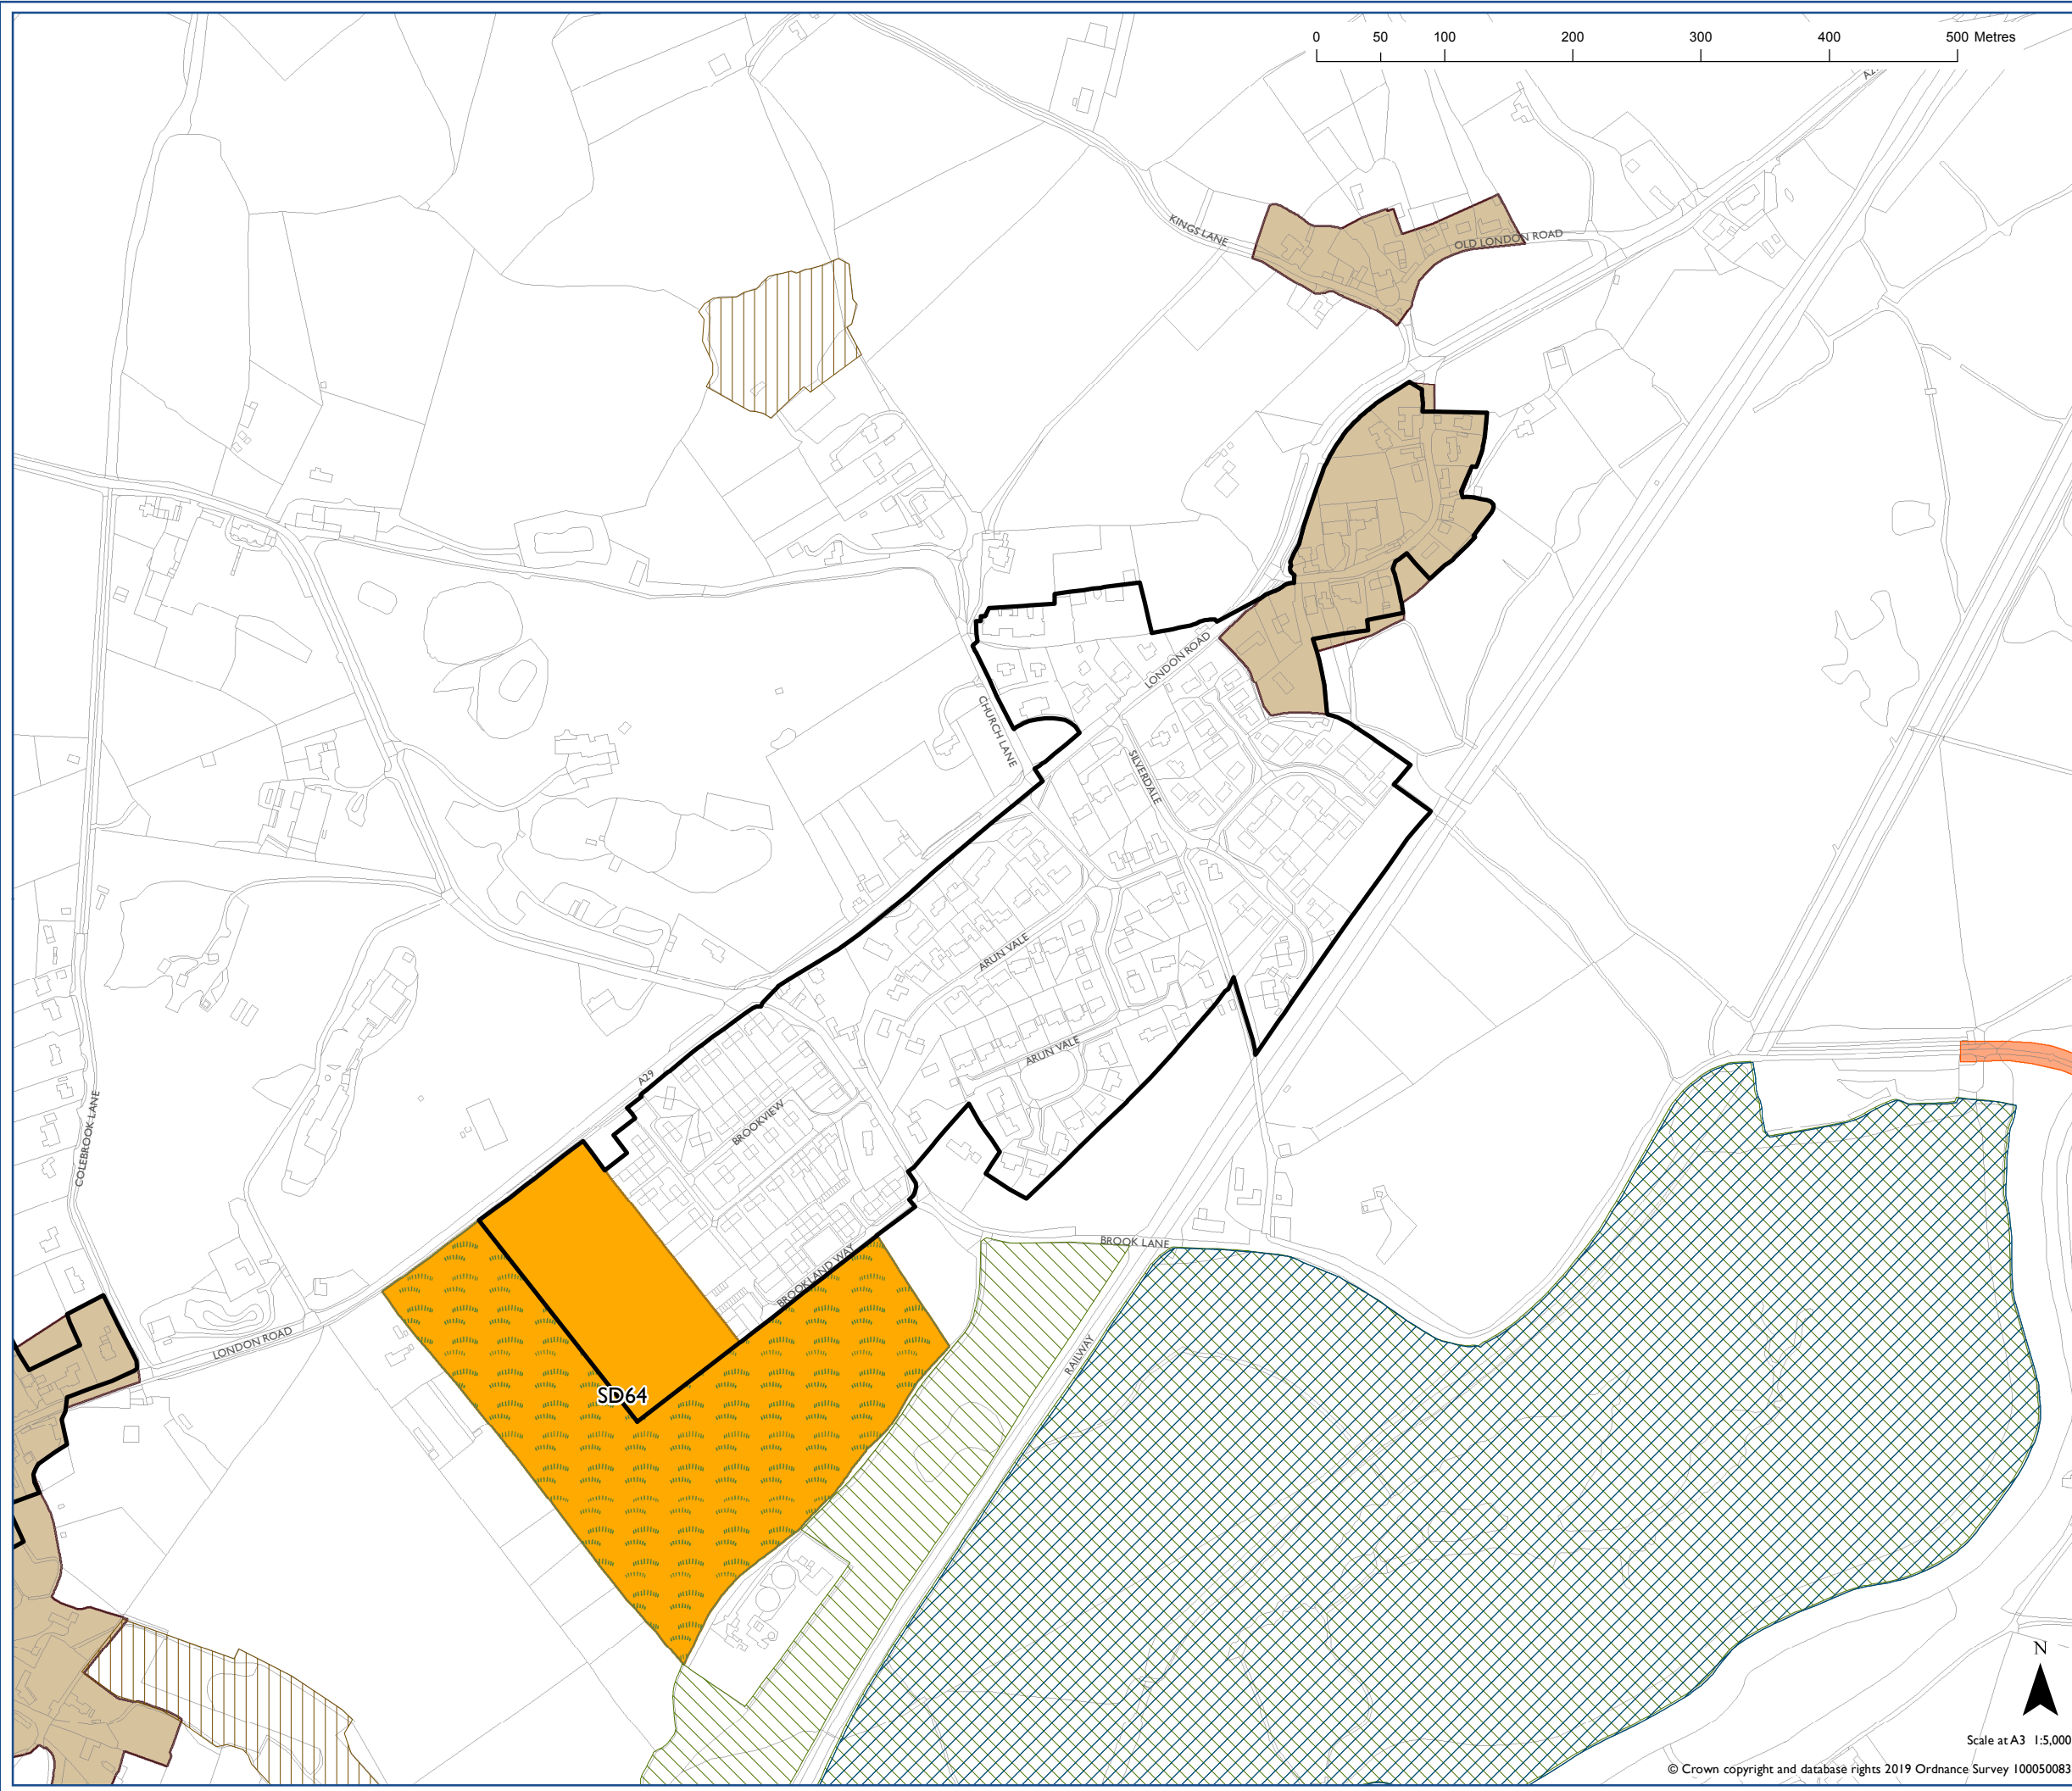 0 50 100 200 300 400 500 Metres
KINGS LANE
OLD LONDON ROAD
LONDON ROAD
CHURCH LANE
SILVERDALE
ARUN VALE
ARUN VALE
A29
BROOKVIEW
COLEBROOK LANE
BROOK LANE
BROOKLAND WAY
LONDON ROAD
RAILWAY
SD64
N
Scale at A3 1:5,000
© Crown copyright and database rights 2019 Ordnance Survey 100050083